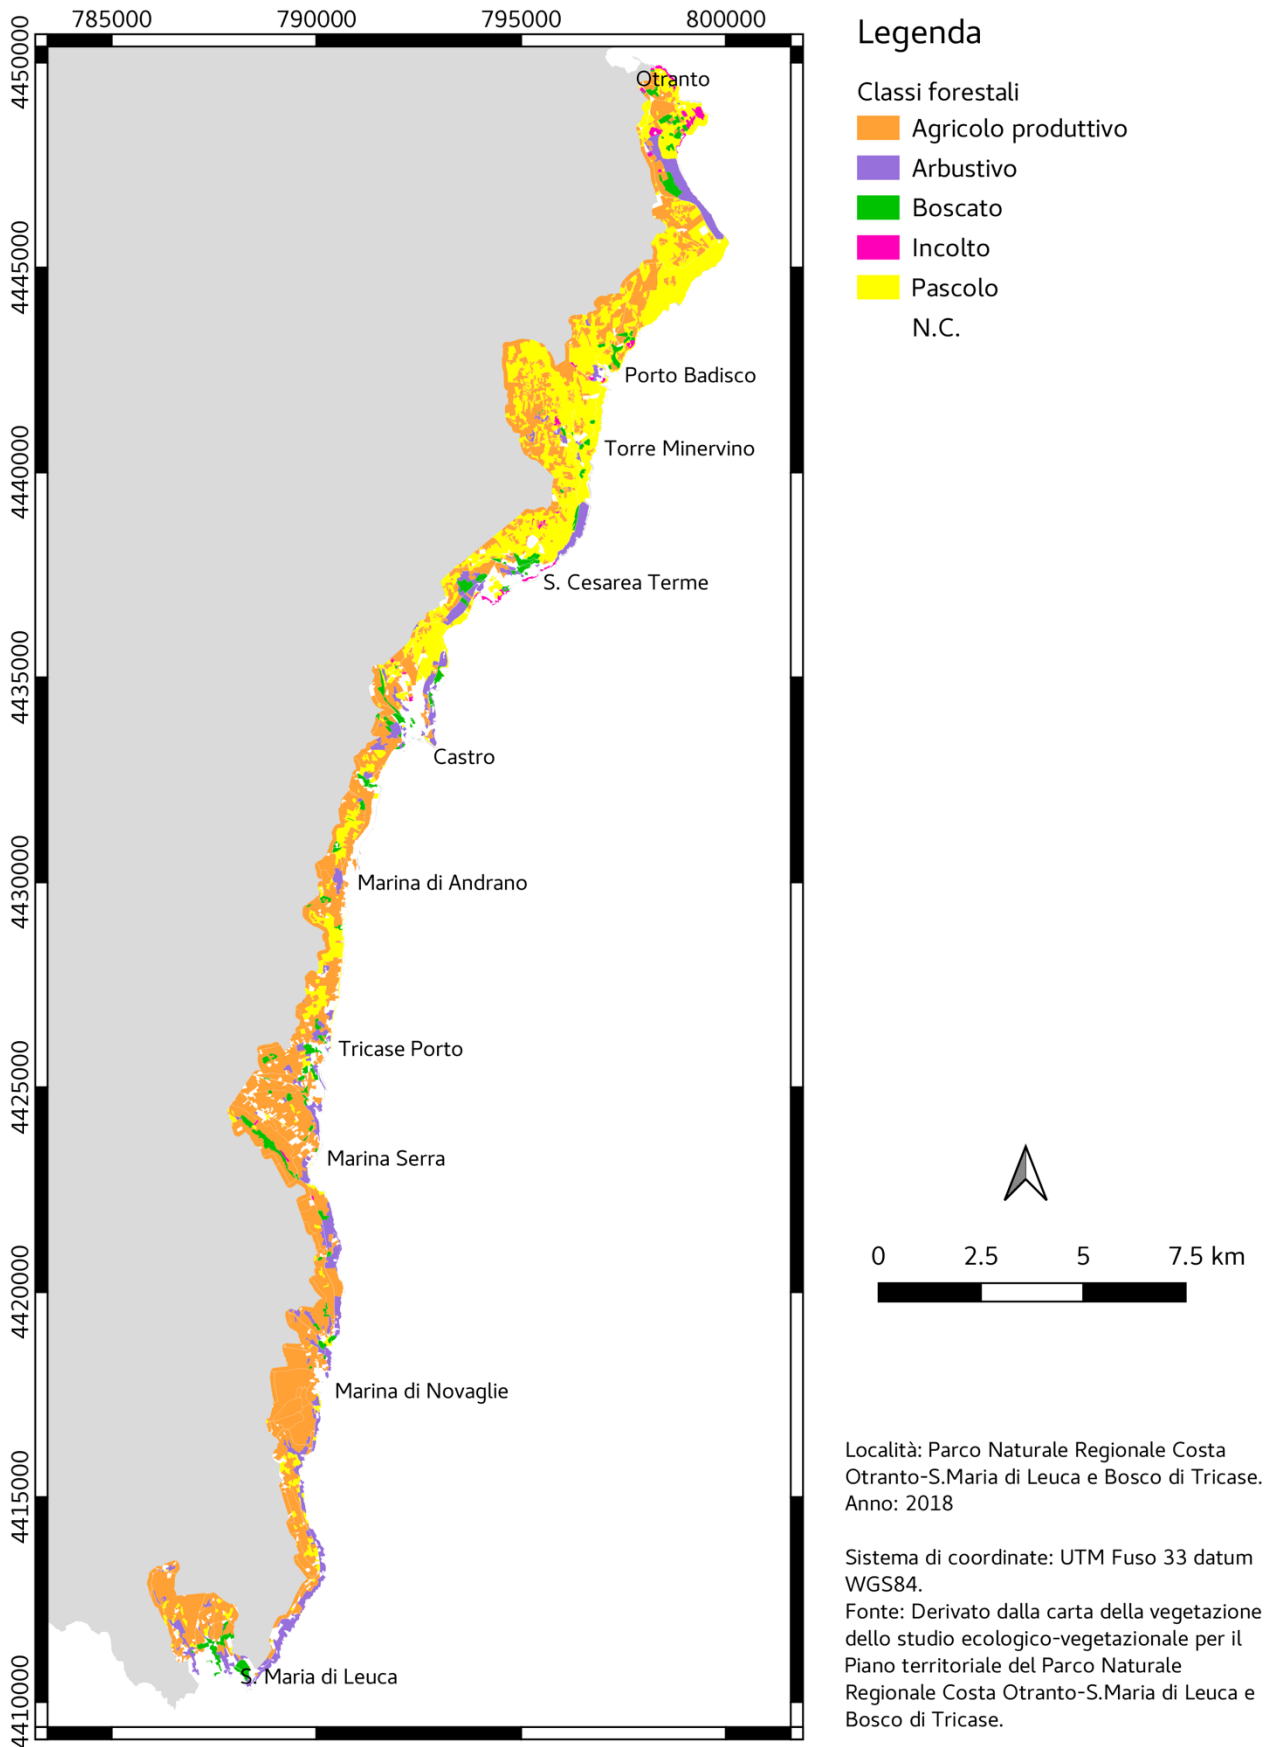 785000
790000
795000
800000
4450000
4445000
4440000
4435000
4430000
4425000
4420000
4415000
4410000
Otranto
Porto Badisco
Torre Minervino
S. Cesarea Terme
Castro
Marina di Andrano
Tricase Porto
Marina Serra
Marina di Novaglie
S. Maria di Leuca
Legenda
Classi forestali
Agricolo produttivo
Arbustivo
Boscato
Incolto
Pascolo
N.C.
0 2.5 5 7.5 km
Località: Parco Naturale Regionale Costa
Otranto-S.Maria di Leuca e Bosco di Tricase.
Anno: 2018
Sistema di coordinate: UTM Fuso 33 datum
WGS84.
Fonte: Derivato dalla carta della vegetazione
dello studio ecologico-vegetazionale per il
Piano territoriale del Parco Naturale
Regionale Costa Otranto-S.Maria di Leuca e
Bosco di Tricase.